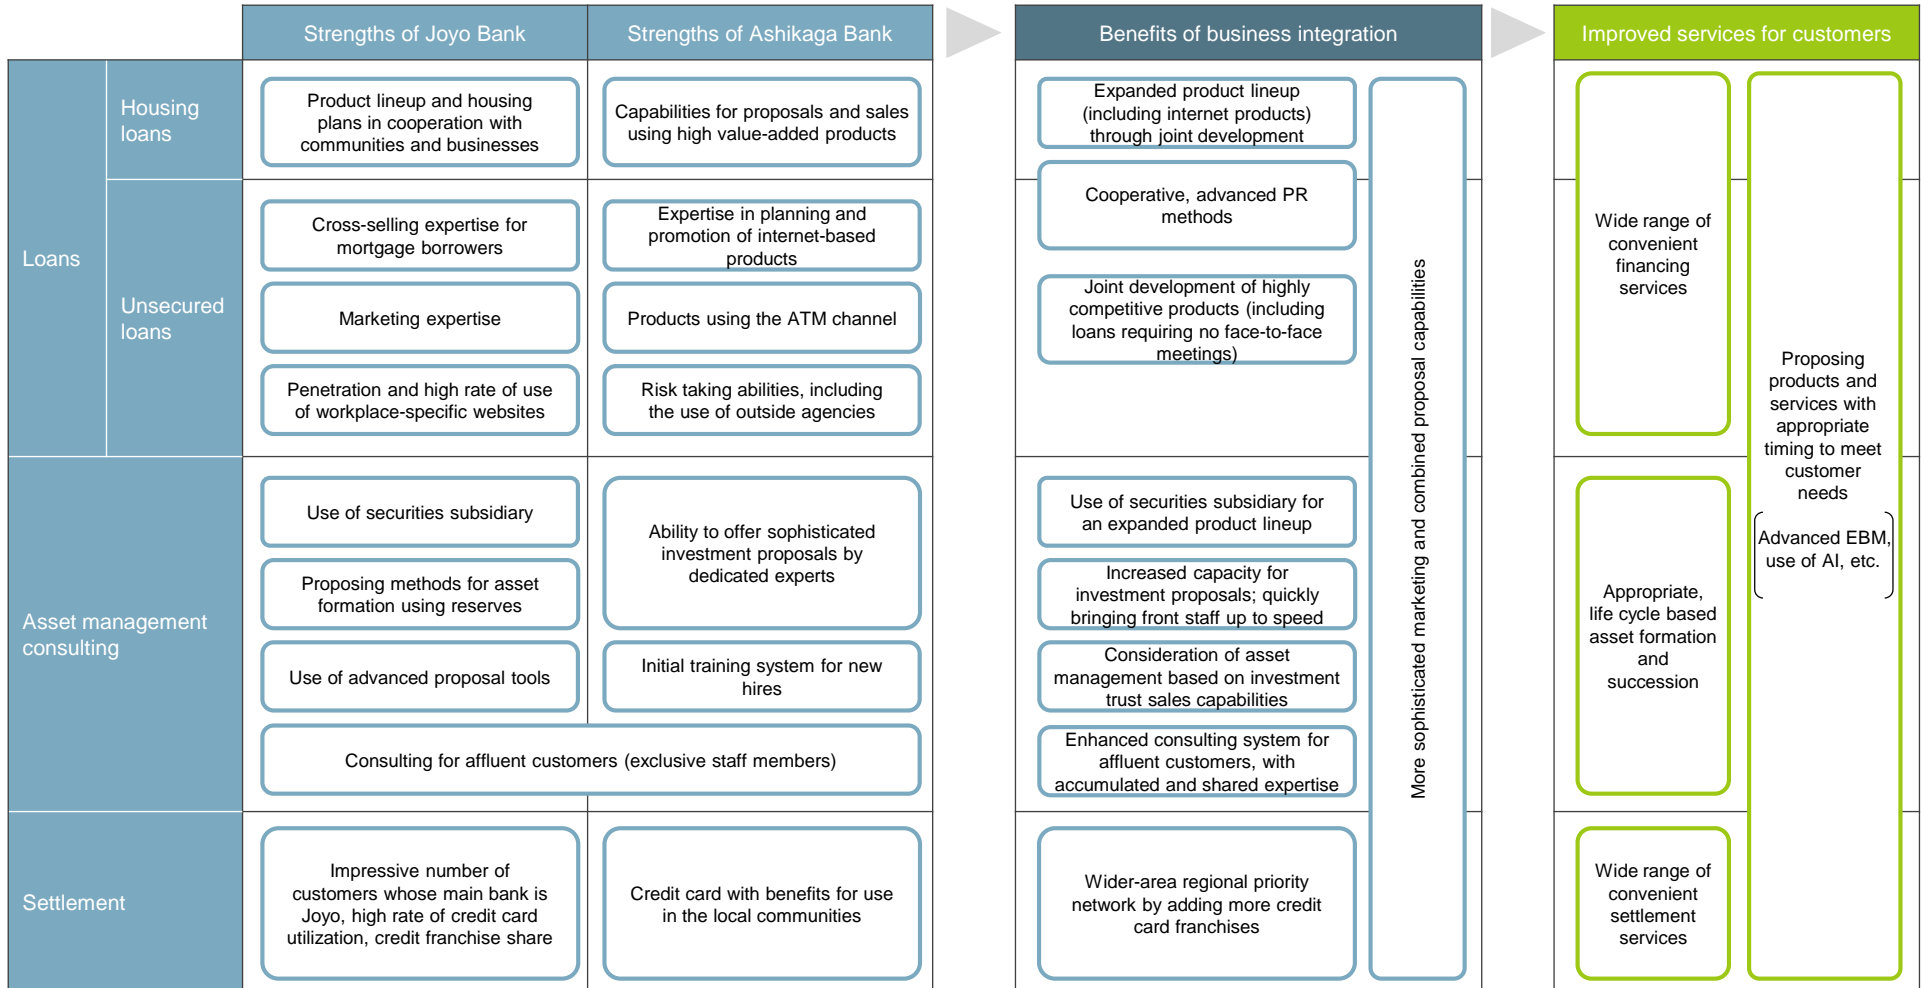 Strengths of Joyo Bank
Strengths of Ashikaga Bank
Benefits of business integration
Improved services for customers
Loans
Housing
loans
Product lineup and housing
plans in cooperation with
communities and businesses
Capabilities for proposals and sales
using high value-added products
Expanded product lineup
(including internet products)
through joint development
Cooperative, advanced PR
methods
Unsecured
loans
Cross-selling expertise for
mortgage borrowers
Expertise in planning and
promotion of internet-based
products
Marketing expertise
Products using the ATM channel
Joint development of highly
competitive products (including
loans requiring no face-to-face
meetings)
Penetration and high rate of use
of workplace-specific websites
Risk taking abilities, including
the use of outside agencies
Wide range of
convenient
financing
services
More sophisticated marketing and combined proposal capabilities
Proposing
products and
services with
appropriate
timing to meet
customer
needs
Advanced EBM,
use of AI, etc.
Asset management
consulting
Use of securities subsidiary
Proposing methods for asset
formation using reserves
Use of advanced proposal tools
Ability to offer sophisticated
investment proposals by
dedicated experts
Initial training system for new
hires
Consulting for affluent customers (exclusive staff members)
Use of securities subsidiary for
an expanded product lineup
Increased capacity for
investment proposals; quickly
bringing front staff up to speed
Consideration of asset
management based on investment
trust sales capabilities
Enhanced consulting system for
affluent customers, with
accumulated and shared expertise
Appropriate,
life cycle based
asset formation
and
succession
Settlement
Impressive number of
customers whose main bank is
Joyo, high rate of credit card
utilization, credit franchise share
Credit card with benefits for use
in the local communities
Wider-area regional priority
network by adding more credit
card franchises
Wide range of
convenient
settlement
services